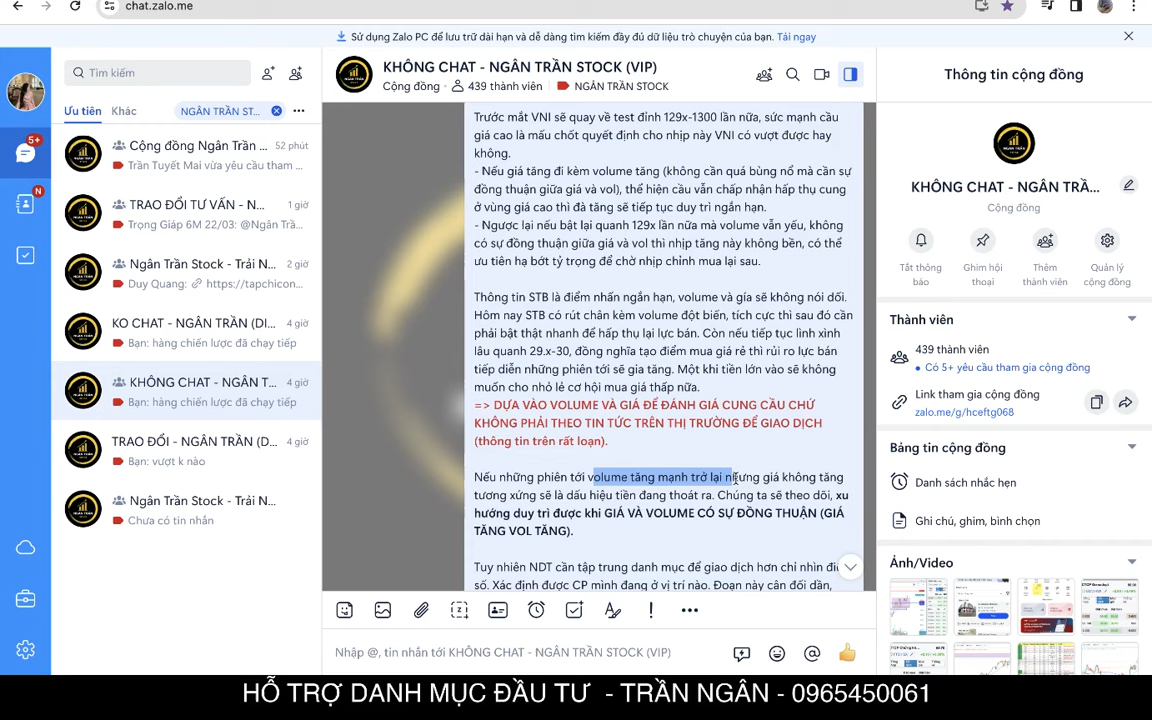 chat.zalo.me
Sử dụng Zalo PC để lưu trữ dài hạn và dễ dàng tìm kiếm đầy đủ dữ liệu trò chuyện của bạn. Tải ngay
Tìm kiếm
Ưu tiên
Khác
NGÂN TRẦN ST...
5+
N
Cộng đồng Ngân Trần ...
52 phút
Trần Tuyết Mai vừa yêu cầu tham ...
TRAO ĐỔI TƯ VẤN - N...
1 giờ
Trọng Giáp 6M 22/03: @Ngân Trầ...
Ngân Trần Stock - Trải N...
2 giờ
Duy Quang: https://tapchicon...
KO CHAT - NGÂN TRẦN (DI...
4 giờ
Bạn: hàng chiến lược đã chạy tiếp
KHÔNG CHAT - NGÂN T...
4 giờ
Bạn: hàng chiến lược đã chạy tiếp
TRAO ĐỔI - NGÂN TRẦN (D...
4 giờ
Bạn: vượt k nào
Ngân Trần Stock - Trải N...
Chưa có tin nhắn
KHÔNG CHAT - NGÂN TRẦN STOCK (VIP)
Cộng đồng
439 thành viên
NGÂN TRẦN STOCK
Trước mắt VNI sẽ quay về test đỉnh 129x-1300 lần nữa, sức mạnh cầu
giá cao là mấu chốt quyết định cho nhịp này VNI có vượt được hay
không.
- Nếu giá tăng đi kèm volume tăng (không cần quá bùng nổ mà cần sự
đồng thuận giữa giá và vol), thể hiện cầu vẫn chấp nhận hấp thụ cung
ở vùng giá cao thì đà tăng sẽ tiếp tục duy trì ngắn hạn.
- Ngược lại nếu bật lại quanh 129x lần nữa mà volume vẫn yếu, không
có sự đồng thuận giữa giá và vol thì nhịp tăng này không bền, có thể
ưu tiên hạ bớt tỷ trọng để chờ nhịp chỉnh mua lại sau.
Thông tin STB là điểm nhấn ngắn hạn, volume và gía sẽ không nói dối.
Hôm nay STB có rút chân kèm volume đột biến, tích cực thì sau đó cần
phải bật thật nhanh để hấp thụ lại lực bán. Còn nếu tiếp tục lình xình
lâu quanh 29.x-30, đồng nghĩa tạo điểm mua giá rẻ thì rủi ro lực bán
tiếp diễn những phiên tới sẽ gia tăng. Một khi tiền lớn vào sẽ không
muốn cho nhỏ lẻ cơ hội mua giá thấp nữa.
=> DỰA VÀO VOLUME VÀ GIÁ ĐỂ ĐÁNH GIÁ CUNG CẦU CHỨ
KHÔNG PHẢI THEO TIN TỨC TRÊN THỊ TRƯỜNG ĐỂ GIAO DỊCH
(thông tin trên rất loạn).
Nếu những phiên tới volume tăng mạnh trở lại nhưng giá không tăng
tương xứng sẽ là dấu hiệu tiền đang thoát ra. Chúng ta sẽ theo dõi, xu
hướng duy trì được khi GIÁ VÀ VOLUME CÓ SỰ ĐỒNG THUẬN (GIÁ
TĂNG VOL TĂNG).
Tuy nhiên NDT cần tập trung danh mục để giao dịch hơn chỉ nhìn
số. Xác định được CP mình đang ở vị trí nào. Đoạn này cân đối dần,
Nhập @, tin nhắn tới KHÔNG CHAT - NGÂN TRẦN STOCK (VIP)
Thông tin cộng đồng
KHÔNG CHAT - NGÂN TRẦ...
Cộng đồng
Tắt thông
báo
Ghim hội
thoại
Thêm
thành viên
Quản lý
cộng đồng
Thành viên
439 thành viên
Có 5+ yêu cầu tham gia cộng đồng
Link tham gia cộng đồng
zalo.me/g/hceftg068
Bảng tin cộng đồng
Danh sách nhắc hẹn
Ghi chú, ghim, bình chọn
Ảnh/Video
HỖ TRỢ DANH MỤC ĐẦU TƯ - TRẦN NGÂN - 0965450061